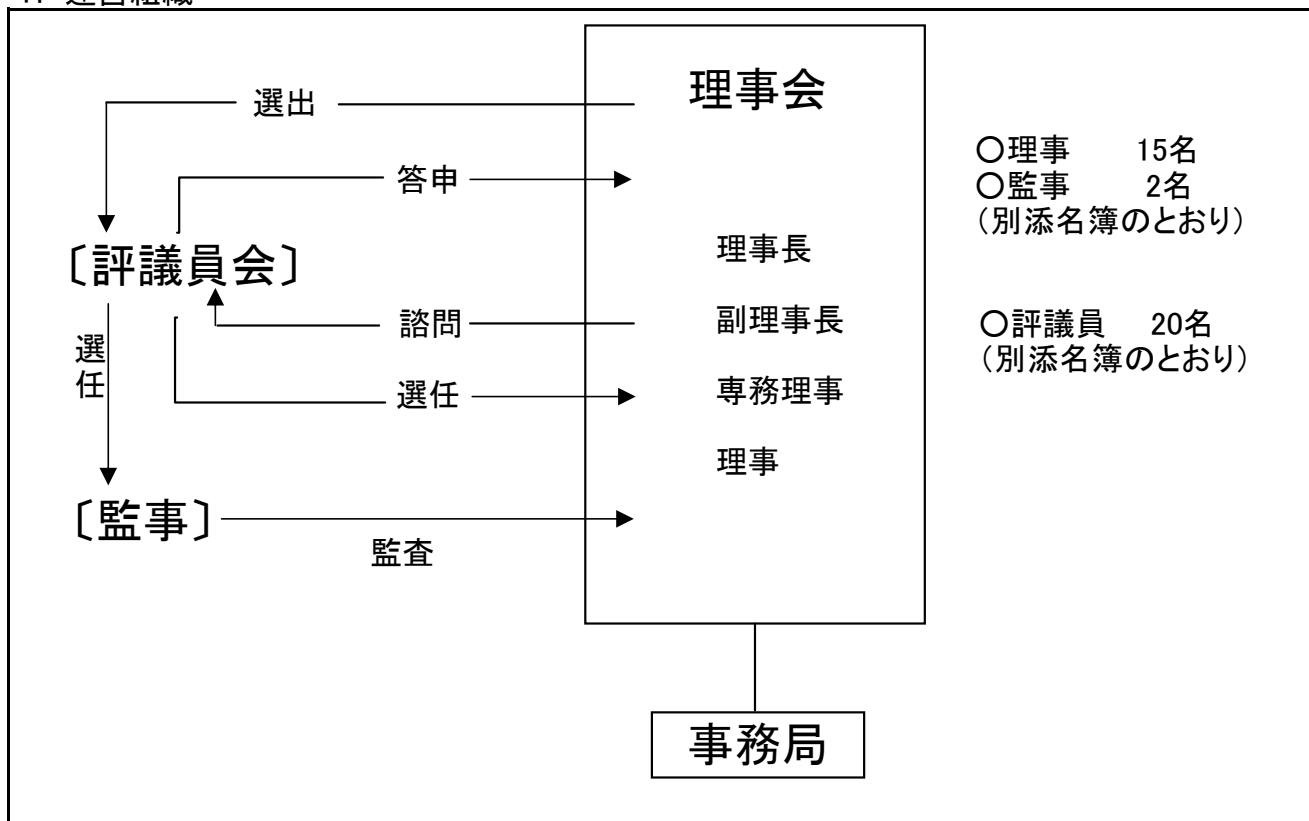 理事会
選出
答申
〔評議員会〕
諮問
選任
選任
〔監事〕
監査
理事長
副理事長
専務理事
理事
事務局
○理事 15名
○監事 2名
(別添名簿のとおり)
○評議員 20名
(別添名簿のとおり)